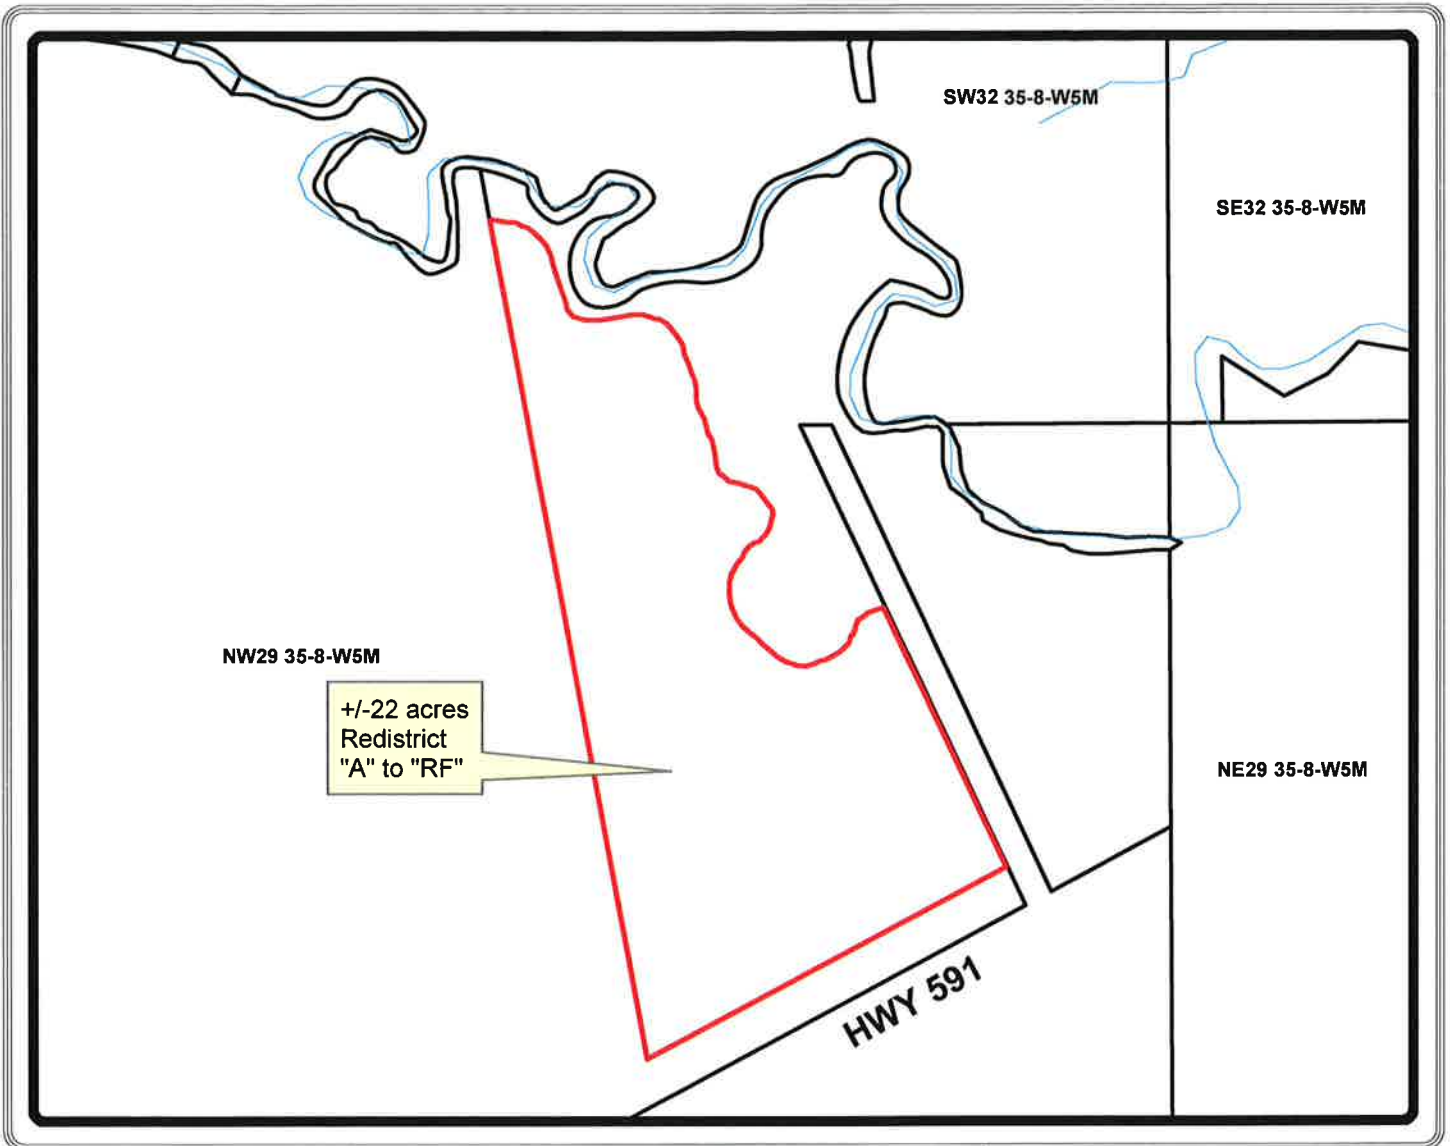 SW32 35-8-W5M
SE32 35-8-W5M
NW29 35-8-W5M
+/-22 acres
Redistrict
"A" to "RF"
NE29 35-8-W5M
HWY 591